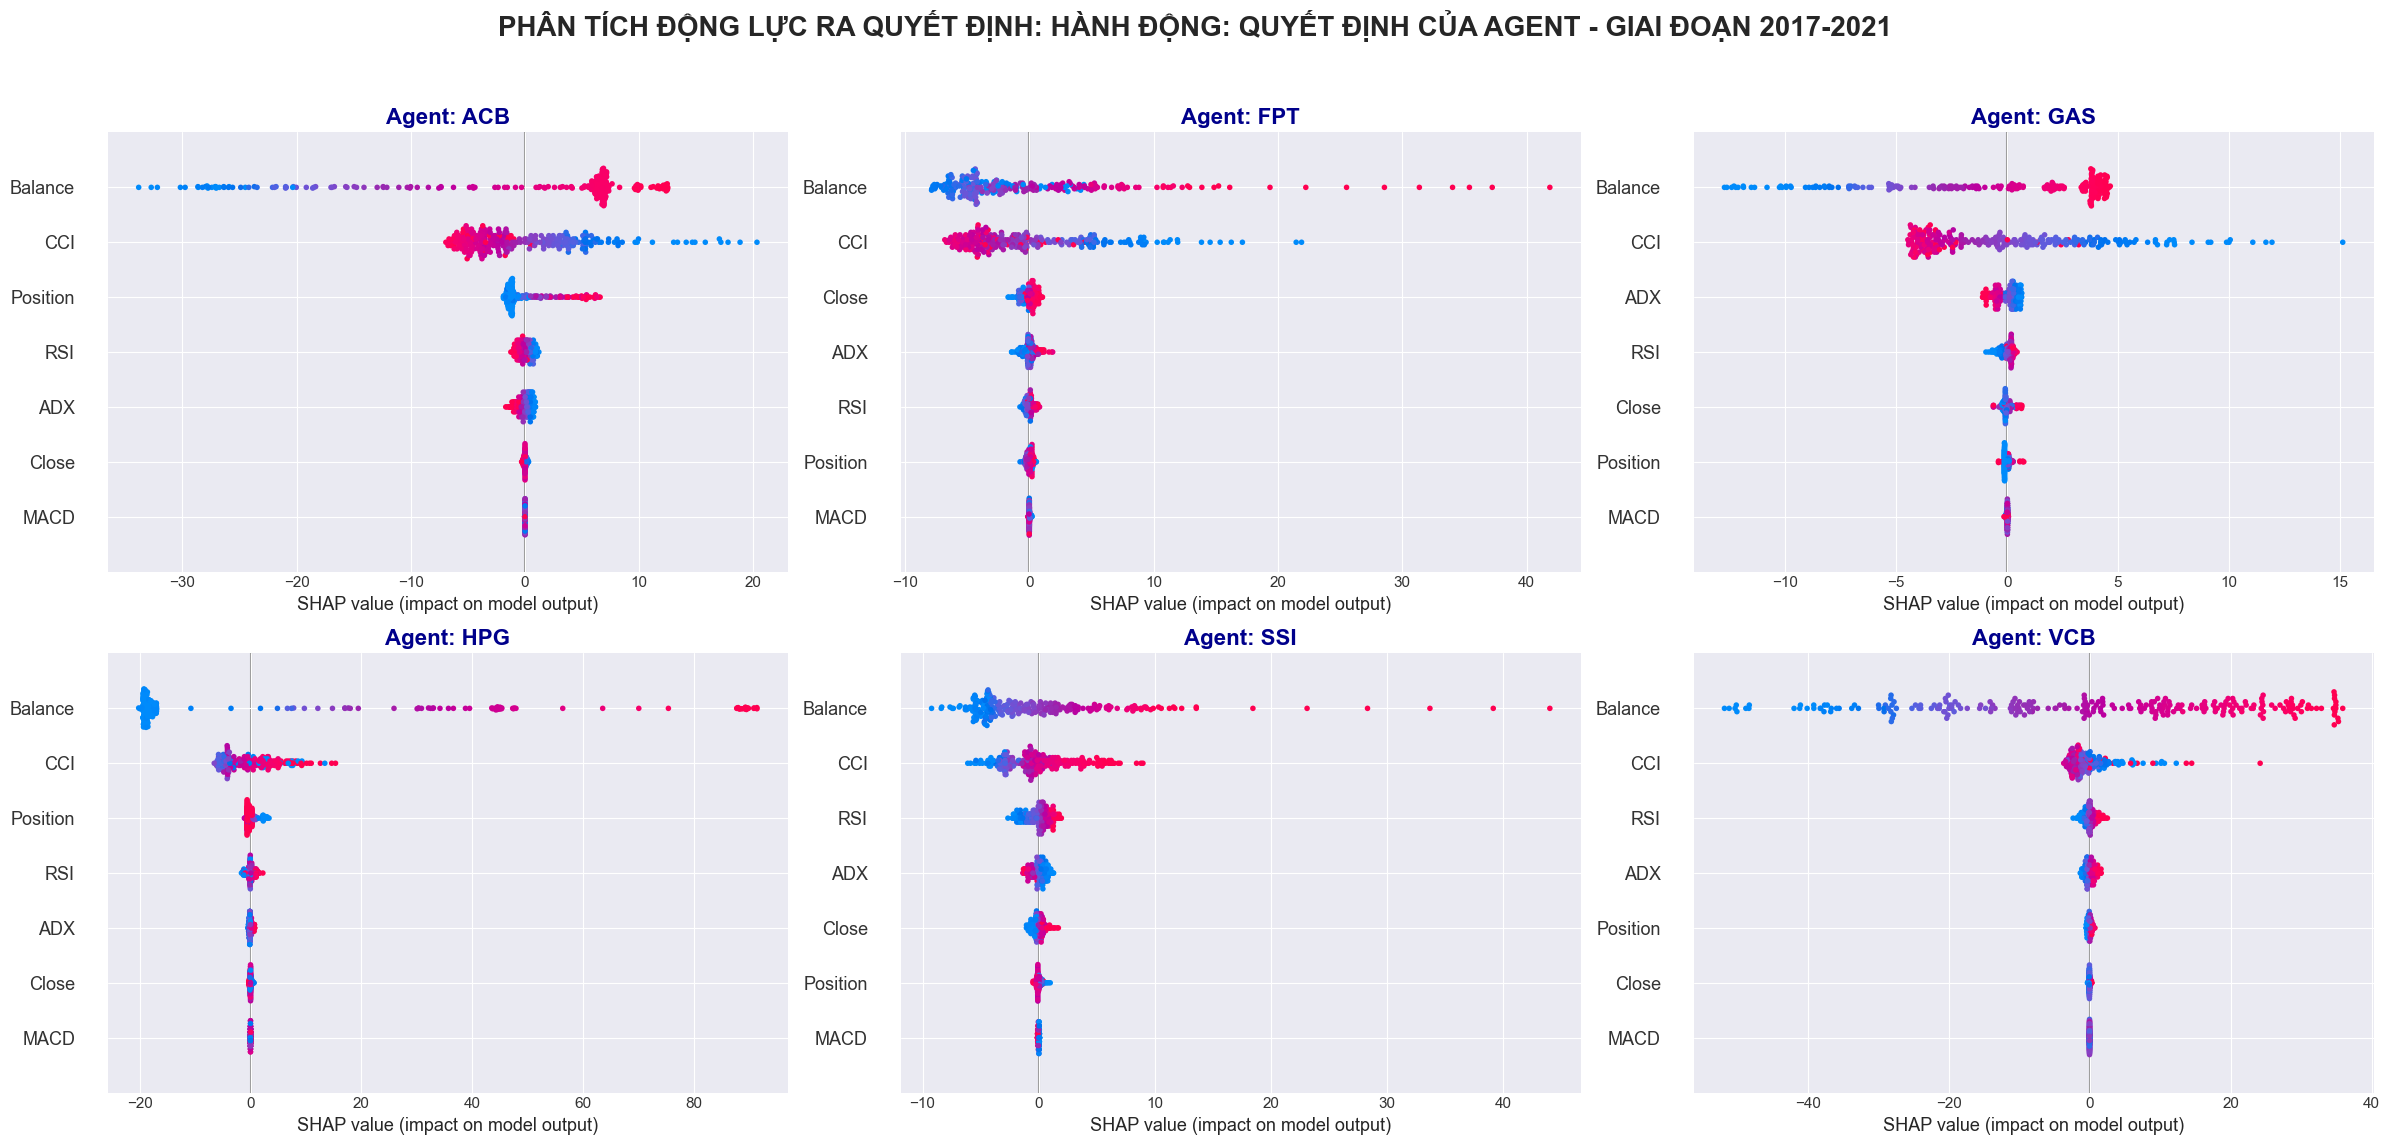 PHÂN TÍCH ĐỘNG LỰC RA QUYẾT ĐỊNH: HÀNH ĐỘNG: QUYẾT ĐỊNH CỦA AGENT - GIAI ĐOẠN 2017-2021
Agent: ACB
Balance
CCI
Position
RSI
ADX
Close
MACD
−30 −20 −10 0 10 20
SHAP value (impact on model output)
Agent: FPT
Balance
CCI
Close
ADX
RSI
Position
MACD
−10 0 10 20 30 40
SHAP value (impact on model output)
Agent: GAS
Balance
CCI
ADX
RSI
Close
Position
MACD
−10 −5 0 5 10 15
SHAP value (impact on model output)
Agent: HPG
Balance
CCI
Position
RSI
ADX
Close
MACD
−20 0 20 40 60 80
SHAP value (impact on model output)
Agent: SSI
Balance
CCI
RSI
ADX
Close
Position
MACD
−10 0 10 20 30 40
SHAP value (impact on model output)
Agent: VCB
Balance
CCI
RSI
ADX
Position
Close
MACD
−40 −20 0 20 40
SHAP value (impact on model output)